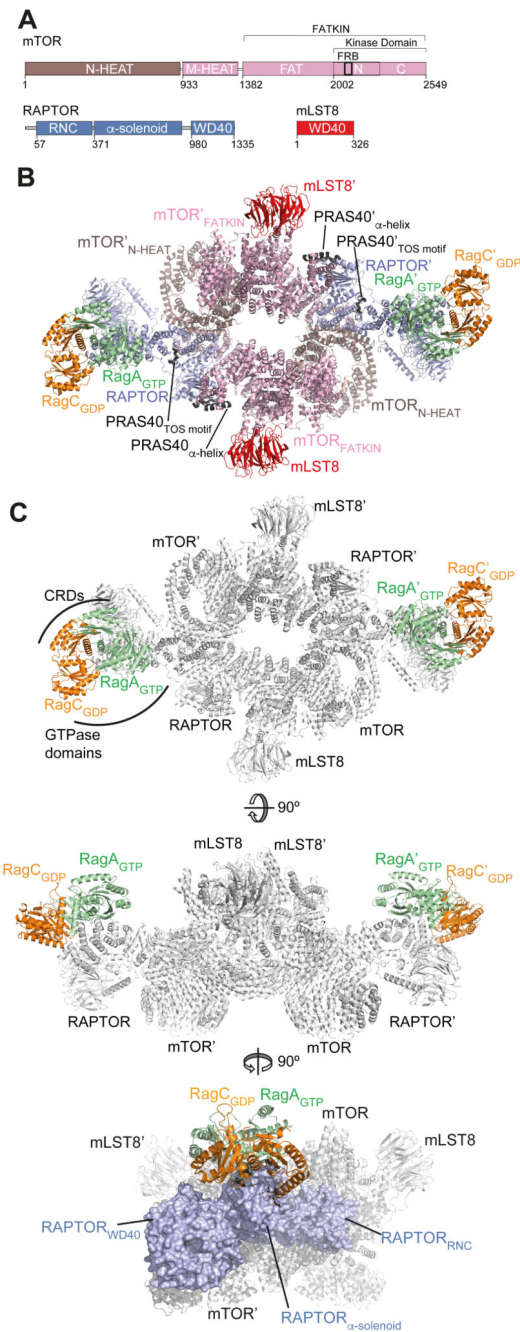 A
mTOR
FATKIN
Kinase Domain
FRB
N-HEAT M-HEAT FAT N C
1 933 1382 2002 2549
RAPTOR mLST8
RNC α-solenoid WD40 WD40
57 371 980 1335 1 326
B
mLST8'
mTOR'FATKIN
PRAS40'α-helix
mTOR'N-HEAT
PRAS40'TOS motif
RAPTOR'
RagC'GDP
RagA'GTP
RagAGTP
RagCGDP
RAPTOR
PRAS40TOS motif
mTORN-HEAT
PRAS40α-helix
mTORFATKIN
mLST8
C
mLST8'
mTOR'
RAPTOR'
RagC'GDP
CRDs
RagA'GTP
RagAGTP
RagCGDP
GTPase
domains
RAPTOR
mTOR
mLST8
90º
mLST8 mLST8'
RagAGTP
RagCGDP
RagA'GTP
RagC'GDP
RAPTOR
RAPTOR'
mTOR' mTOR
90º
RagCGDP RagAGTP
mTOR
mLST8'
mLST8
RAPTORWD40
RAPTORRNC
mTOR'
RAPTORα-solenoid